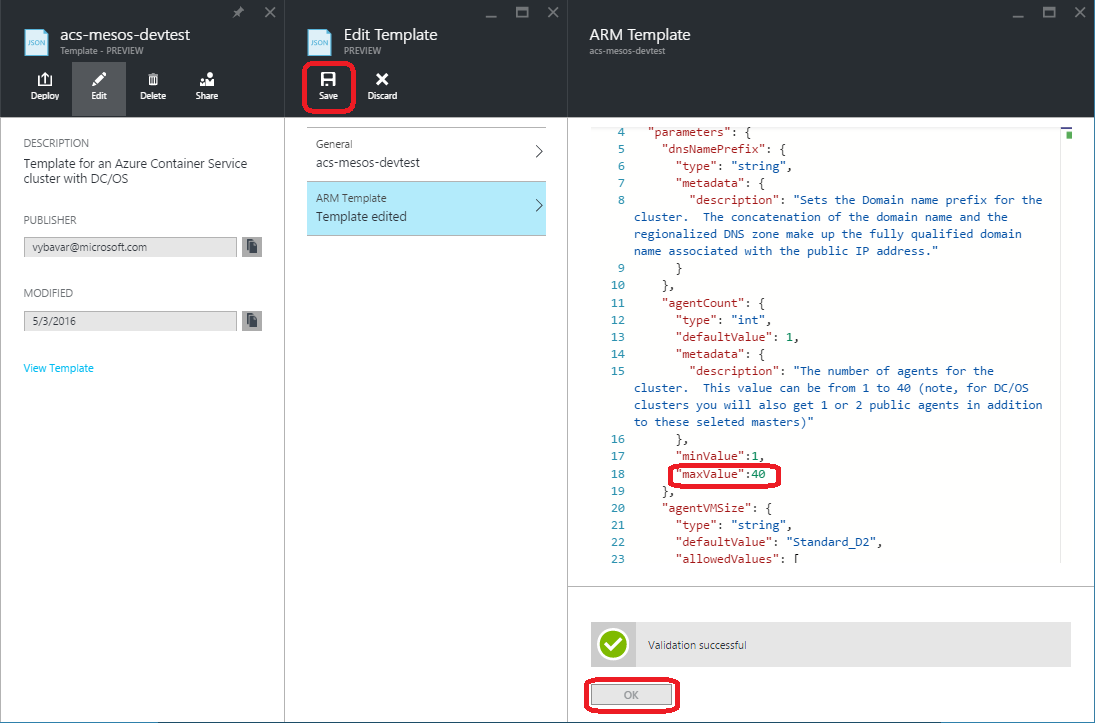 JSON
acs-mesos-devtest
Template - PREVIEW
Deploy
Edit
Delete
Share
DESCRIPTION
Template for an Azure Container Service
cluster with DC/OS
PUBLISHER
vybavar@microsoft.com
MODIFIED
5/3/2016
View Template
JSON
Edit Template
PREVIEW
Save
Discard
General
acs-mesos-devtest
ARM Template
Template edited
ARM Template
acs-mesos-devtest
4 "parameters": {
5 "dnsNamePrefix": {
6 "type": "string",
7 "metadata": {
8 "description": "Sets the Domain name prefix for the
cluster.  The concatenation of the domain name and the
regionalized DNS zone make up the fully qualified domain
name associated with the public IP address."
9 }
10 },
11 "agentCount": {
12 "type": "int",
13 "defaultValue": 1,
14 "metadata": {
15 "description": "The number of agents for the
cluster.  This value can be from 1 to 40 (note, for DC/OS
clusters you will also get 1 or 2 public agents in addition
to these seleted masters)"
16 },
17 "minValue":1,
18 "maxValue":40
19 },
20 "agentVMSize": {
21 "type": "string",
22 "defaultValue": "Standard_D2",
23 "allowedValues": [
Validation successful
OK